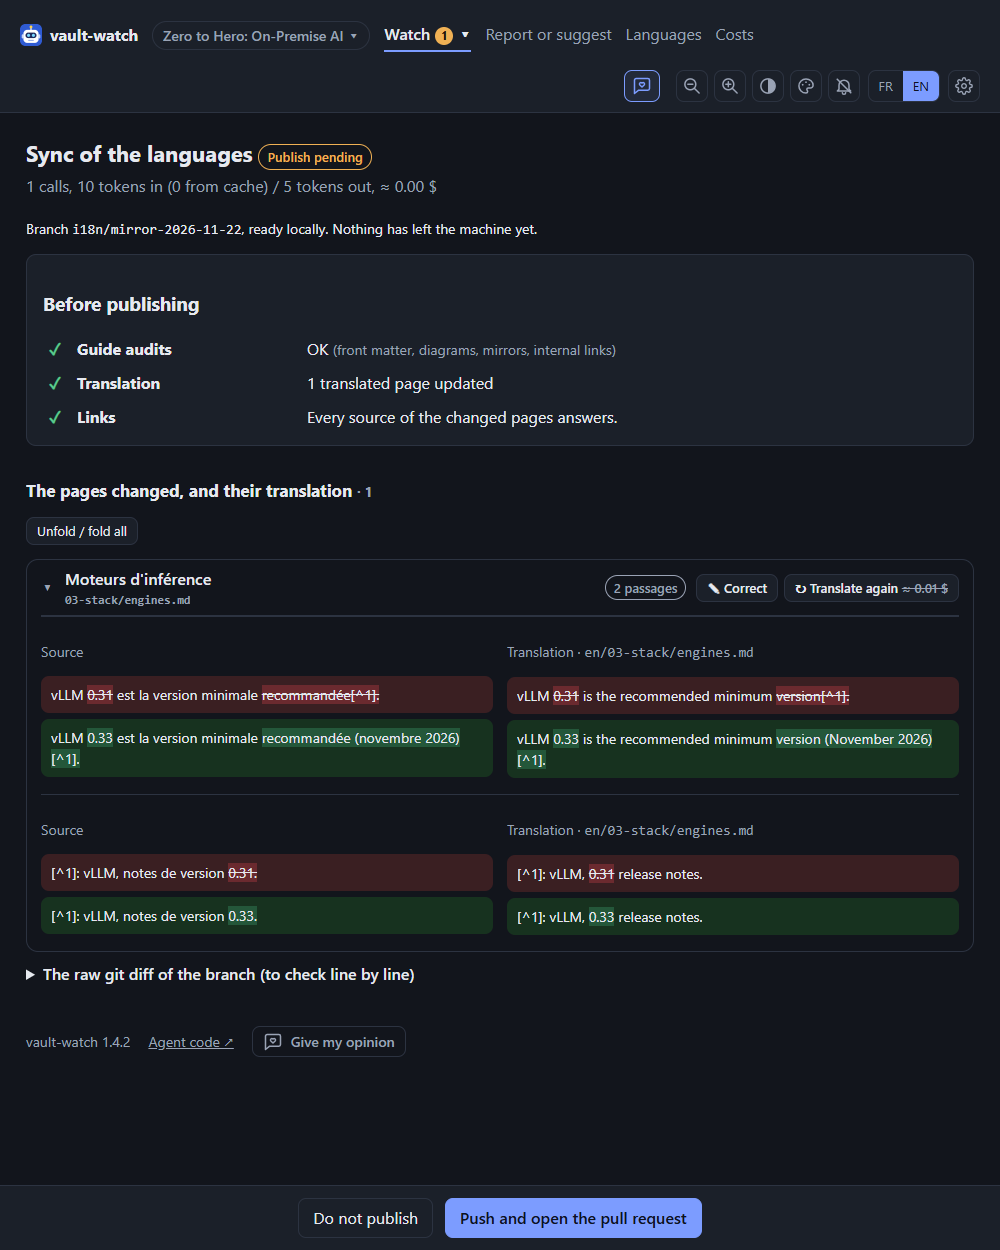 vault-watch
Zero to Hero: On-Premise AI ▾
Watch 1 ▼
Report or suggest
Languages
Costs
FR
EN
Sync of the languages
Publish pending
1 calls, 10 tokens in (0 from cache) / 5 tokens out, ≈ 0.00 $
Branch i18n/mirror-2026-11-22, ready locally. Nothing has left the machine yet.
Before publishing
✓ Guide audits OK (front matter, diagrams, mirrors, internal links)
✓ Translation 1 translated page updated
✓ Links Every source of the changed pages answers.
The pages changed, and their translation · 1
Unfold / fold all
▼ Moteurs d'inférence
03-stack/engines.md
2 passages
✎ Correct
↻ Translate again ≈ 0.01 $
Source
vLLM 0.31 est la version minimale recommandée[^1].
vLLM 0.33 est la version minimale recommandée (novembre 2026)
[^1].
Translation · en/03-stack/engines.md
vLLM 0.31 is the recommended minimum version[^1].
vLLM 0.33 is the recommended minimum version (November 2026)
[^1].
Source
[^1]: vLLM, notes de version 0.31.
[^1]: vLLM, notes de version 0.33.
Translation · en/03-stack/engines.md
[^1]: vLLM, 0.31 release notes.
[^1]: vLLM, 0.33 release notes.
▶ The raw git diff of the branch (to check line by line)
vault-watch 1.4.2
Agent code ↗
Give my opinion
Do not publish
Push and open the pull request